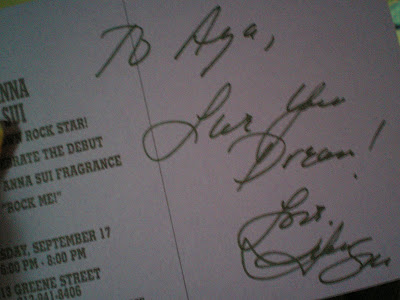 To Aya,
Live Your
Dream!
Love,
NNA
SUI
ROCK STAR!
RATE THE DEBUT
ANNA SUI FRAGRANCE
"ROCK ME!"
SDAY, SEPTEMBER 17
6:00 PM - 8:00 PM
GREENE STREET